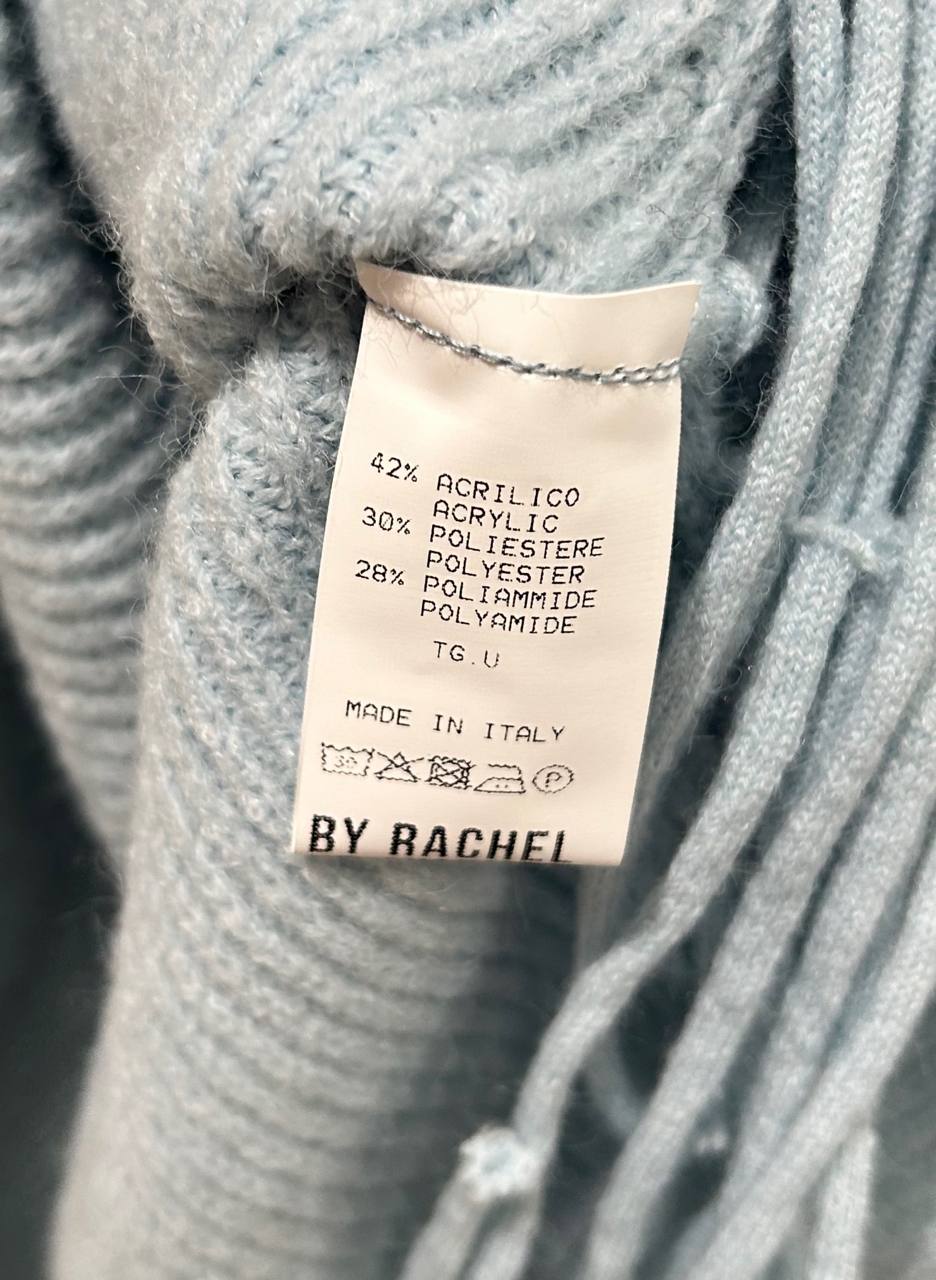 42% ACRILICO
ACRYLIC
30% POLIESTERE
POLYESTER
28% POLIAMMIDE
POLYAMIDE
TG.U
MADE IN ITALY
30 P
BY RACHEL